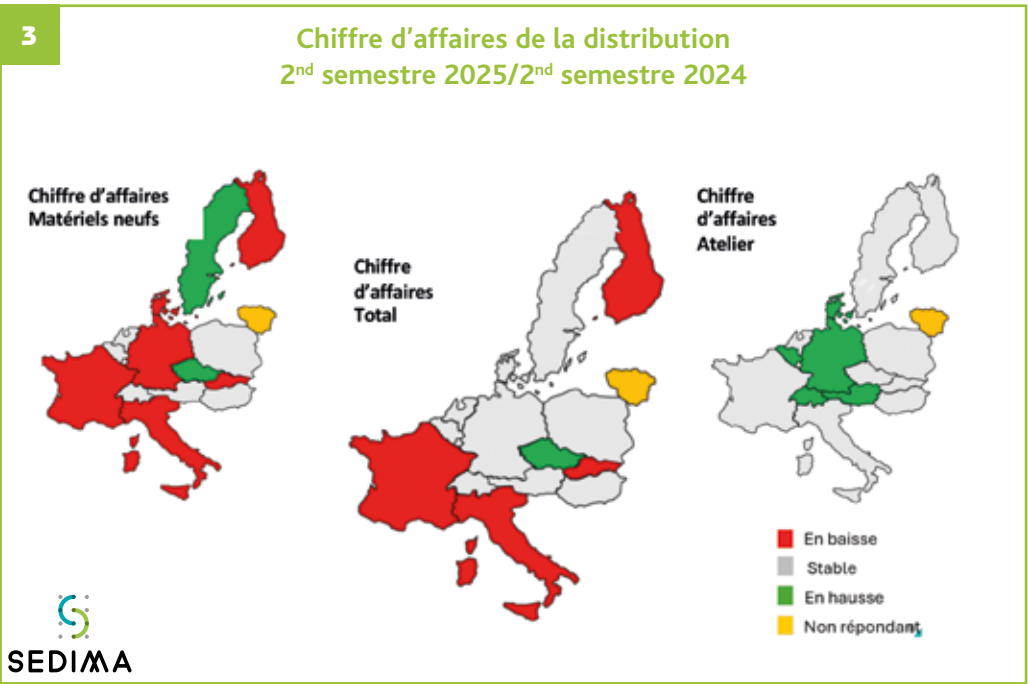 3
Chiffre d'affaires de la distribution
2nd semestre 2025/2nd semestre 2024
Chiffre d'affaires
Matériels neufs
Chiffre
d'affaires
Total
Chiffre
d'affaires
Atelier
En baisse
Stable
En hausse
Non répondant
SEDIMA